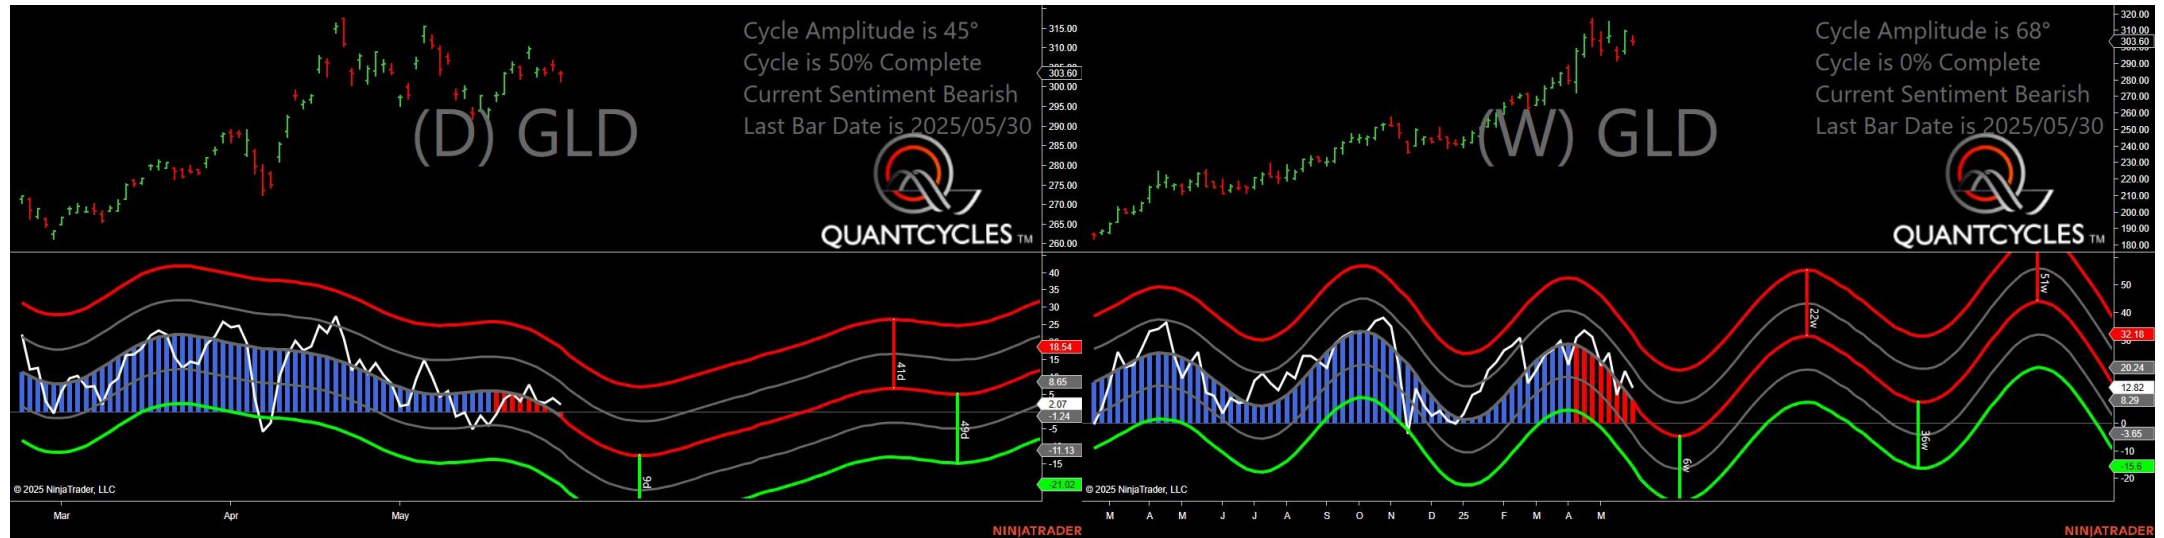 Cycle Amplitude is 45°
Cycle is 50% Complete
Current Sentiment Bearish
Last Bar Date is 2025/05/30
(D) GLD
QUANTCYCLES TM
315.00
310.00
303.60
300.00
295.00
290.00
285.00
280.00
275.00
270.00
265.00
260.00
40
35
30
25
18.54
15
8.65
5
2.07
-1.24
-5
-11.13
-15
-21.02
41d
49d
9d
© 2025 NinjaTrader, LLC
Mar
Apr
May
NINJATRADER
Cycle Amplitude is 68°
Cycle is 0% Complete
Current Sentiment Bearish
Last Bar Date is 2025/05/30
(W) GLD
QUANTCYCLES TM
320.00
310.00
303.60
290.00
280.00
270.00
260.00
250.00
240.00
230.00
220.00
210.00
200.00
190.00
180.00
50
40
32.18
30
20.24
12.82
8.29
0
-3.65
-15.6
-20
51w
22w
36w
6w
© 2025 NinjaTrader, LLC
M
A
M
J
J
A
S
O
N
D
25
F
M
A
M
NINJATRADER